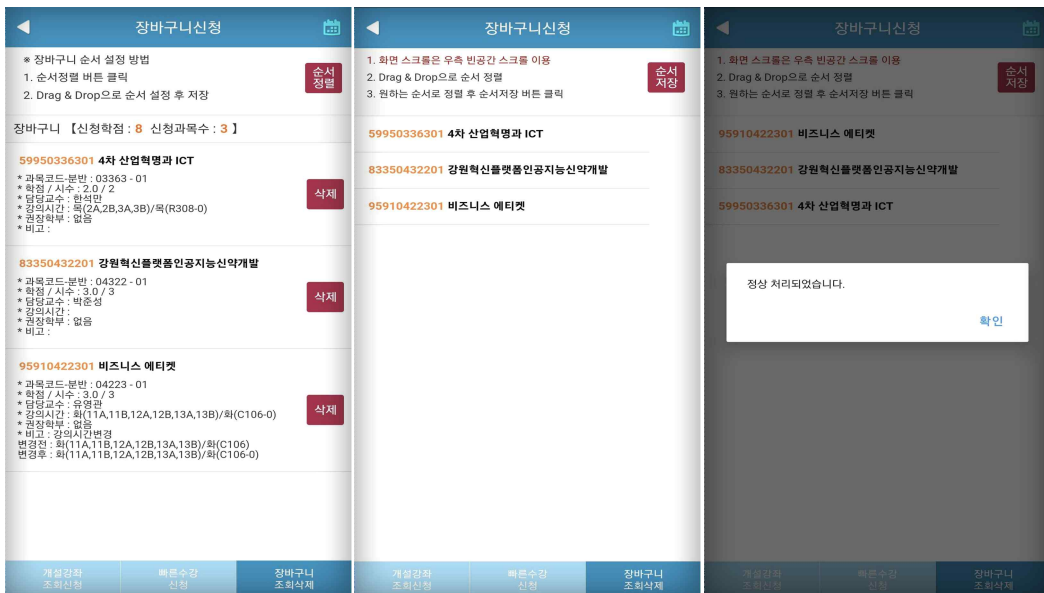 장바구니신청
※ 장바구니 순서 설정 방법
1. 순서정렬 버튼 클릭
2. Drag & Drop으로 순서 설정 후 저장
순서
정렬
장바구니 【신청학점 : 8 신청과목수 : 3 】
59950336301 4차 산업혁명과 ICT
* 과목코드-분반 : 03363 - 01
* 학점 / 시수 : 2.0 / 2
* 담당교수 : 한석만
* 강의시간 : 목(2A,2B,3A,3B)/목(R308-0)
* 권장학부 : 없음
* 비고 :
삭제
83350432201 강원혁신플랫폼인공지능신약개발
* 과목코드-분반 : 04322 - 01
* 학점 / 시수 : 3.0 / 3
* 담당교수 : 박준성
* 강의시간 :
* 권장학부 : 없음
* 비고 :
삭제
95910422301 비즈니스 에티켓
* 과목코드-분반 : 04223 - 01
* 학점 / 시수 : 3.0 / 3
* 담당교수 : 유영관
* 강의시간 : 화(11A,11B,12A,12B,13A,13B)/화(C106-0)
* 권장학부 : 없음
* 비고 : 강의시간변경
변경전 : 화(11A,11B,12A,12B,13A,13B)/화(C106)
변경후 : 화(11A,11B,12A,12B,13A,13B)/화(C106-0)
삭제
개설강좌
조회신청
빠른수강
신청
장바구니
조회삭제
장바구니신청
1. 화면 스크롤은 우측 빈공간 스크롤 이용
2. Drag & Drop으로 순서 정렬
3. 원하는 순서로 정렬 후 순서저장 버튼 클릭
순서
저장
59950336301 4차 산업혁명과 ICT
83350432201 강원혁신플랫폼인공지능신약개발
95910422301 비즈니스 에티켓
개설강좌
조회신청
빠른수강
신청
장바구니
조회삭제
장바구니신청
1. 화면 스크롤은 우측 빈공간 스크롤 이용
2. Drag & Drop으로 순서 정렬
3. 원하는 순서로 정렬 후 순서저장 버튼 클릭
순서
저장
95910422301 비즈니스 에티켓
83350432201 강원혁신플랫폼인공지능신약개발
59950336301 4차 산업혁명과 ICT
정상 처리되었습니다.
확인
개설강좌
조회신청
빠른수강
신청
장바구니
조회삭제